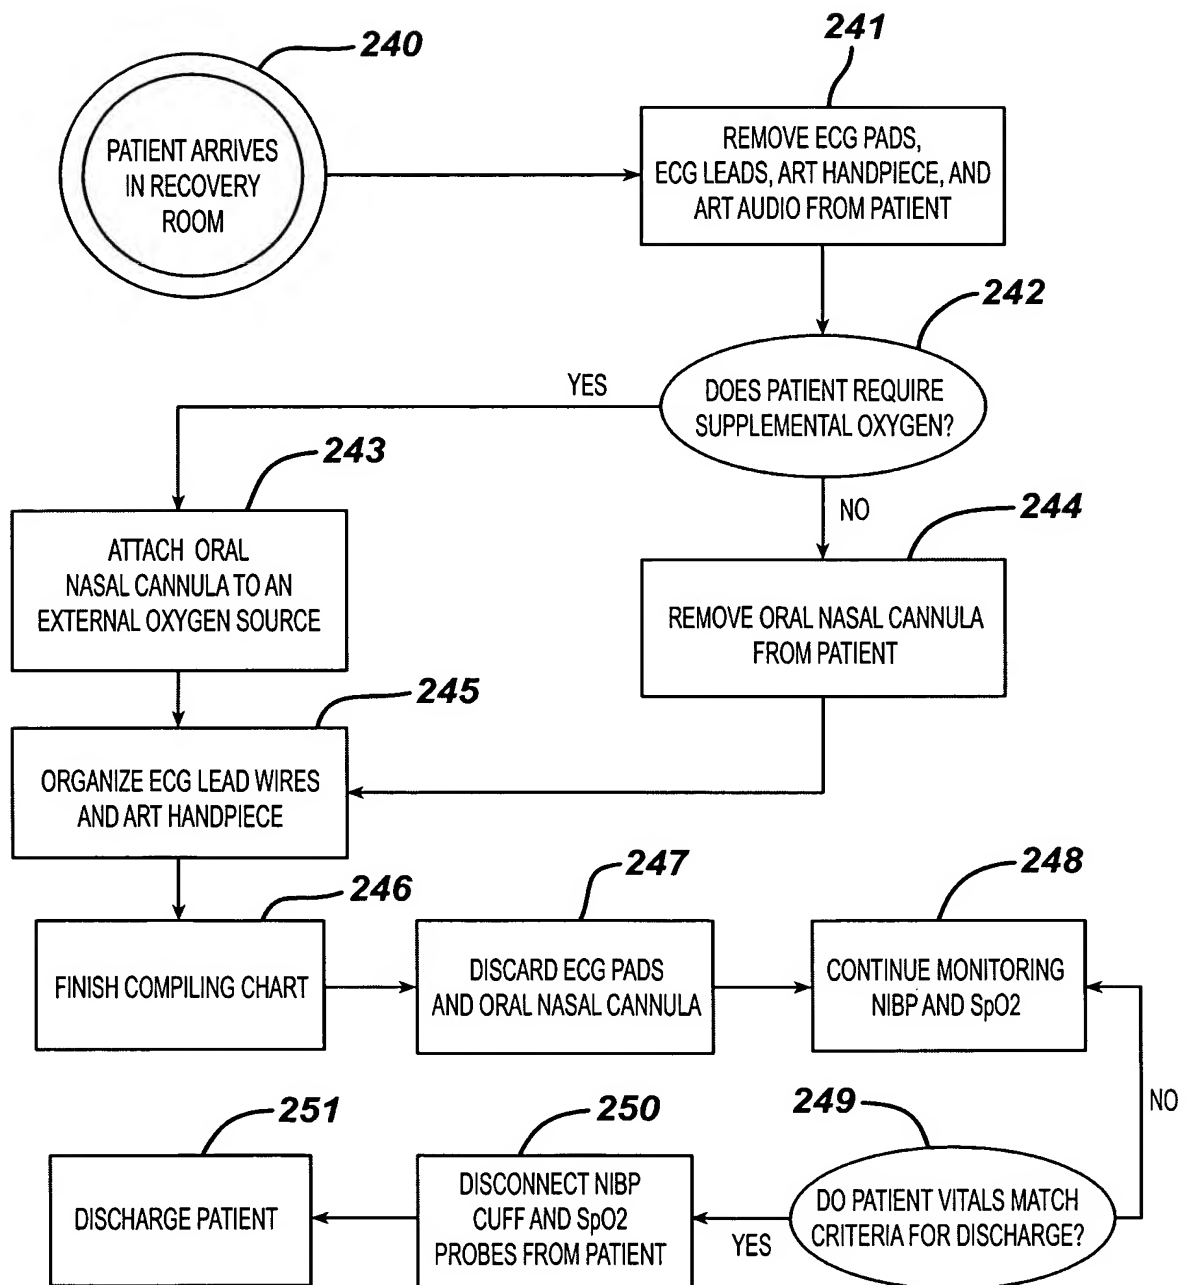 240
PATIENT ARRIVES
IN RECOVERY
ROOM
241
REMOVE ECG PADS,
ECG LEADS, ART HANDPIECE, AND
ART AUDIO FROM PATIENT
242
DOES PATIENT REQUIRE
SUPPLEMENTAL OXYGEN?
YES
NO
243
ATTACH ORAL
NASAL CANNULA TO AN
EXTERNAL OXYGEN SOURCE
244
REMOVE ORAL NASAL CANNULA
FROM PATIENT
245
ORGANIZE ECG LEAD WIRES
AND ART HANDPIECE
246
FINISH COMPILING CHART
247
DISCARD ECG PADS
AND ORAL NASAL CANNULA
248
CONTINUE MONITORING
NIBP AND SpO2
NO
249
DO PATIENT VITALS MATCH
CRITERIA FOR DISCHARGE?
YES
250
DISCONNECT NIBP
CUFF AND SpO2
PROBES FROM PATIENT
251
DISCHARGE PATIENT